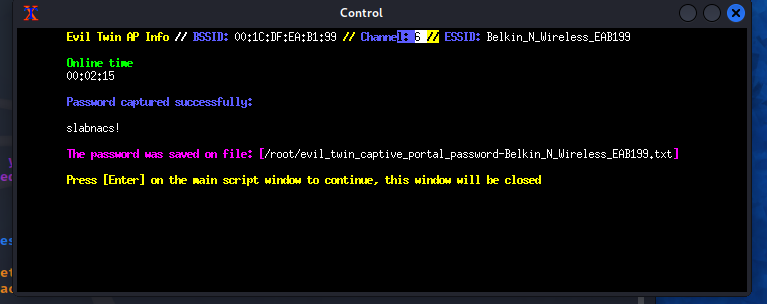 Control
Evil Twin AP Info // BSSID: 00:1C:DF:EA:B1:99 // Channel: 6 // ESSID: Belkin_N_Wireless_EAB199
Online time
00:02:15
Password captured successfully:
slabnacs!
The password was saved on file: [/root/evil_twin_captive_portal_password-Belkin_N_Wireless_EAB199.txt]
Press [Enter] on the main script window to continue, this window will be closed